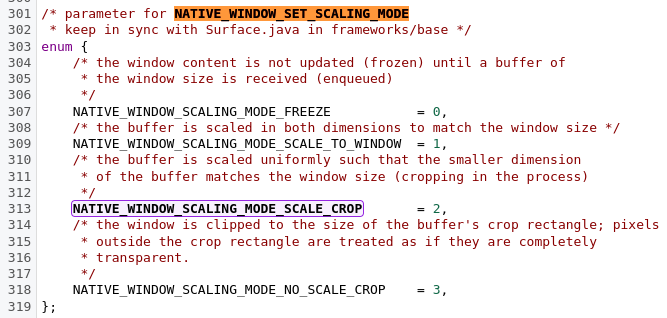 301 /* parameter for NATIVE_WINDOW_SET_SCALING_MODE
302  * keep in sync with Surface.java in frameworks/base */
303 enum {
304     /* the window content is not updated (frozen) until a buffer of
305      * the window size is received (enqueued)
306      */
307     NATIVE_WINDOW_SCALING_MODE_FREEZE           = 0,
308     /* the buffer is scaled in both dimensions to match the window size */
309     NATIVE_WINDOW_SCALING_MODE_SCALE_TO_WINDOW  = 1,
310     /* the buffer is scaled uniformly such that the smaller dimension
311      * of the buffer matches the window size (cropping in the process)
312      */
313     NATIVE_WINDOW_SCALING_MODE_SCALE_CROP       = 2,
314     /* the window is clipped to the size of the buffer's crop rectangle; pixels
315      * outside the crop rectangle are treated as if they are completely
316      * transparent.
317      */
318     NATIVE_WINDOW_SCALING_MODE_NO_SCALE_CROP    = 3,
319 };